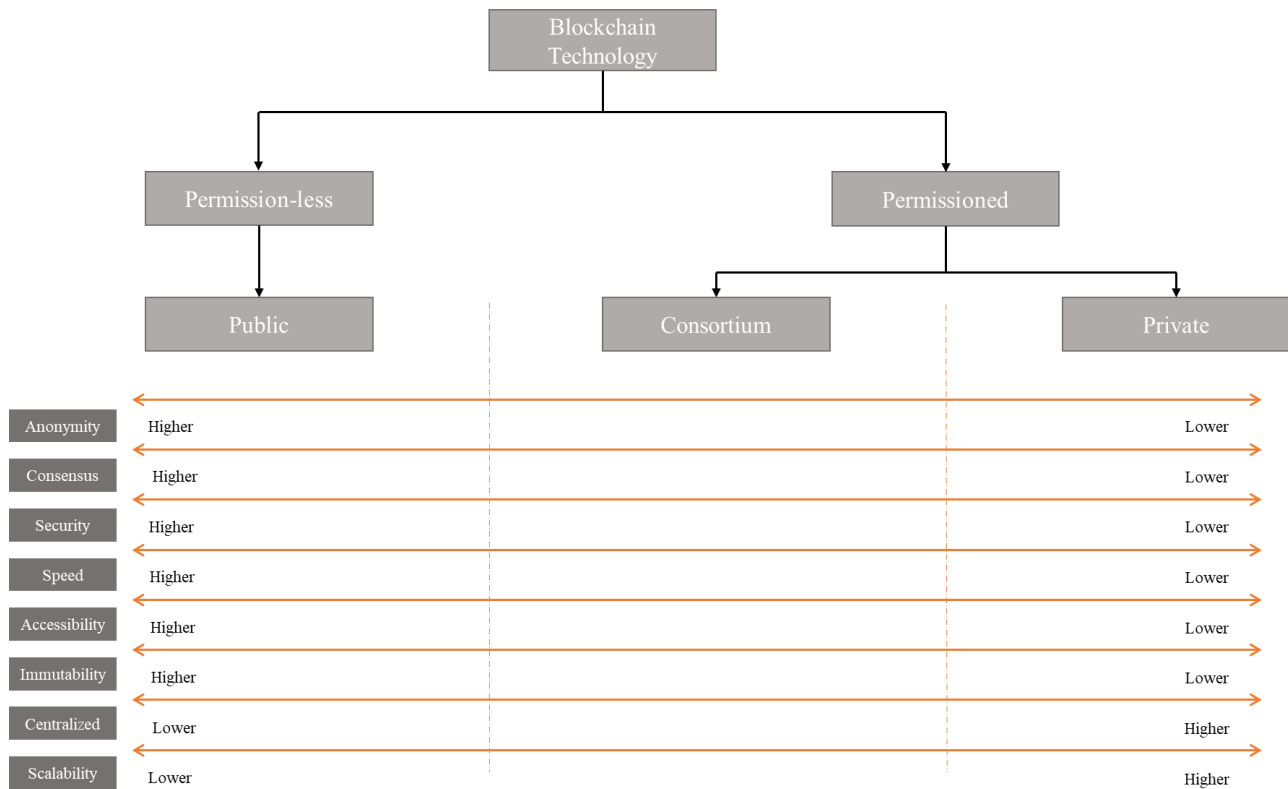 Blockchain
Technology
Permission-less
Permissioned
Public
Consortium
Private
Anonymity
Higher
Lower
Consensus
Higher
Lower
Security
Higher
Lower
Speed
Higher
Lower
Accessibility
Higher
Lower
Immutability
Higher
Lower
Centralized
Lower
Higher
Scalability
Lower
Higher